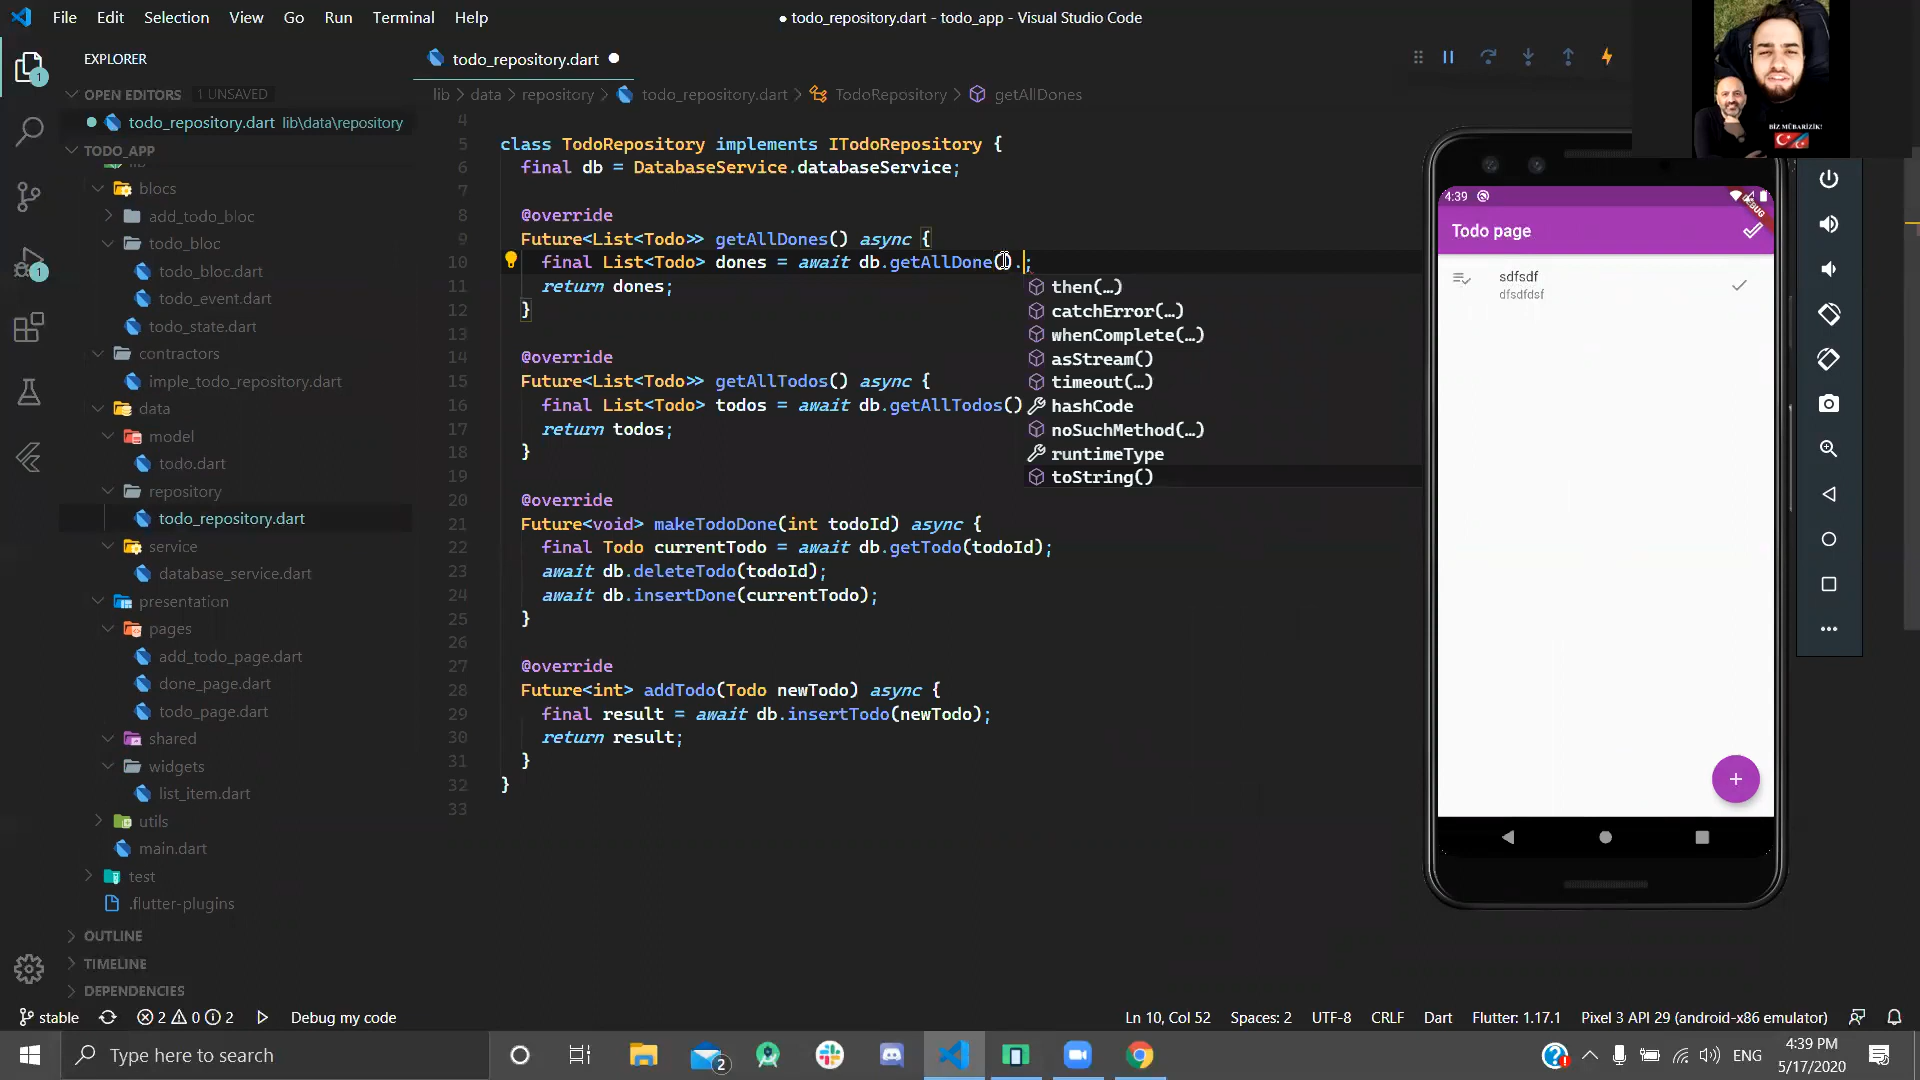 File Edit Selection View Go Run Terminal Help
● todo_repository.dart - todo_app - Visual Studio Code
EXPLORER
OPEN EDITORS 1 UNSAVED
todo_repository.dart lib\data\repository
TODO_APP
lib
blocs
add_todo_bloc
todo_bloc
todo_bloc.dart
todo_event.dart
todo_state.dart
contractors
imple_todo_repository.dart
data
model
todo.dart
repository
todo_repository.dart
service
database_service.dart
presentation
pages
add_todo_page.dart
done_page.dart
todo_page.dart
shared
widgets
list_item.dart
utils
main.dart
test
.flutter-plugins
OUTLINE
TIMELINE
DEPENDENCIES
1
1
todo_repository.dart
lib > data > repository > todo_repository.dart > TodoRepository > getAllDones
4
5 class TodoRepository implements ITodoRepository {
6 final db = DatabaseService.databaseService;
7
8 @override
9 Future<List<Todo>> getAllDones() async {
10 final List<Todo> dones = await db.getAllDone().;
11 return dones;
12 }
13
14 @override
15 Future<List<Todo>> getAllTodos() async {
16 final List<Todo> todos = await db.getAllTodos()
17 return todos;
18 }
19
20 @override
21 Future<void> makeTodoDone(int todoId) async {
22 final Todo currentTodo = await db.getTodo(todoId);
23 await db.deleteTodo(todoId);
24 await db.insertDone(currentTodo);
25 }
26
27 @override
28 Future<int> addTodo(Todo newTodo) async {
29 final result = await db.insertTodo(newTodo);
30 return result;
31 }
32 }
33
then(…)
catchError(…)
whenComplete(…)
asStream()
timeout(…)
hashCode
noSuchMethod(…)
runtimeType
toString()
BİZ MÜBARİZİK!
4:39
DEBUG
Todo page
sdfsdf
dfsdfdsf
stable 2 0 2 Debug my code
Ln 10, Col 52 Spaces: 2 UTF-8 CRLF Dart Flutter: 1.17.1 Pixel 3 API 29 (android-x86 emulator)
Type here to search
2
ENG
4:39 PM
5/17/2020